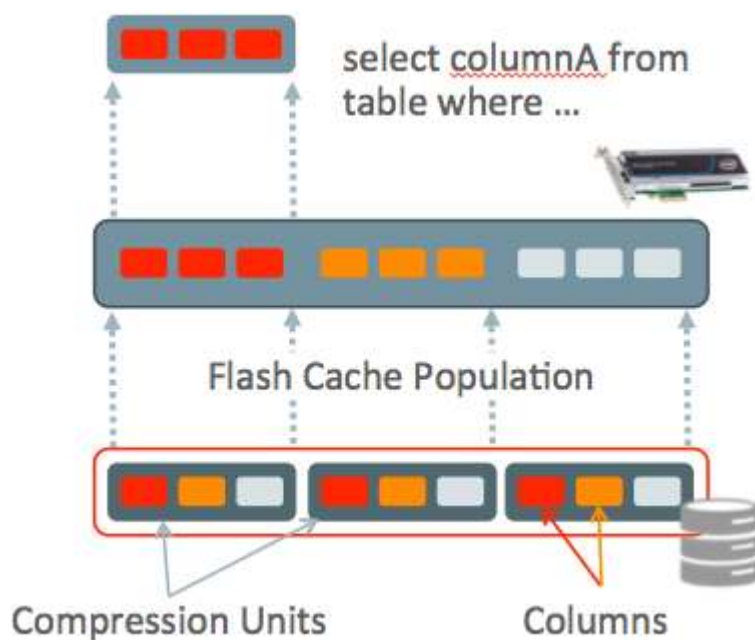 select columnA from
table where ...
Flash Cache Population
Compression Units
Columns